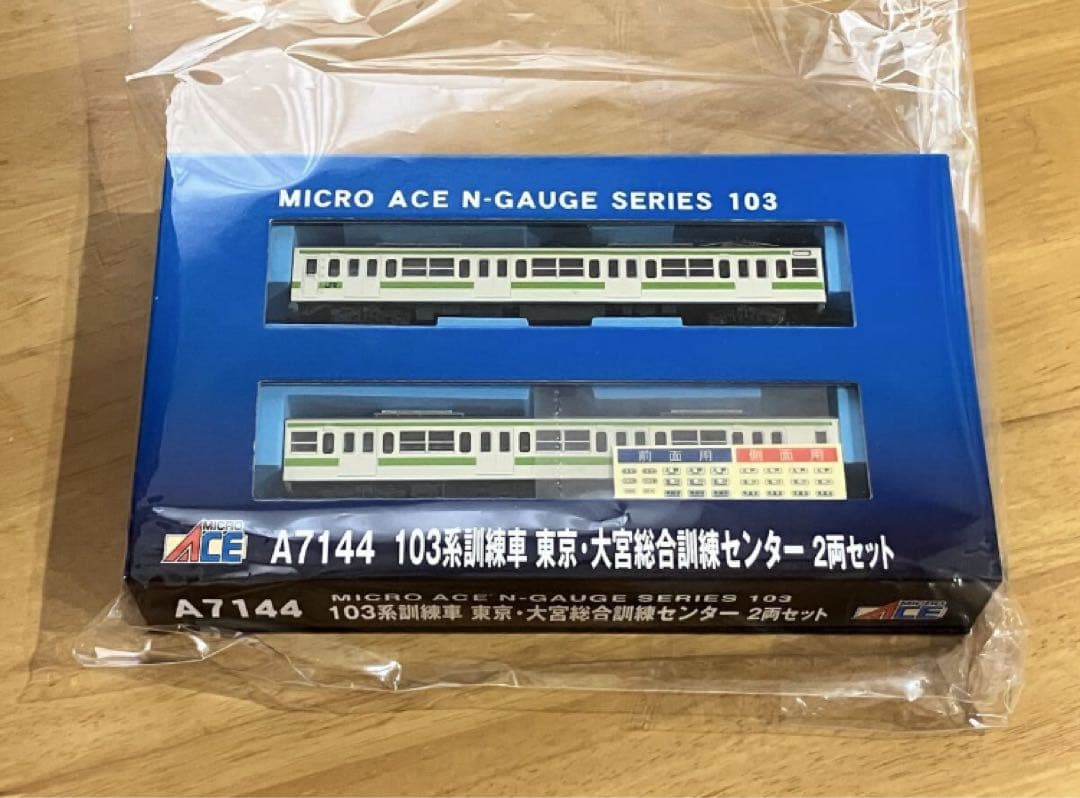 MICRO ACE N-GAUGE SERIES 103
前面用 側面用
MICRO ACE
A7144 103系訓練車 東京・大宮総合訓練センター 2両セット
MICRO ACE N-GAUGE SERIES 103
A7144 103系訓練車 東京・大宮総合訓練センター 2両セット
MICRO ACE